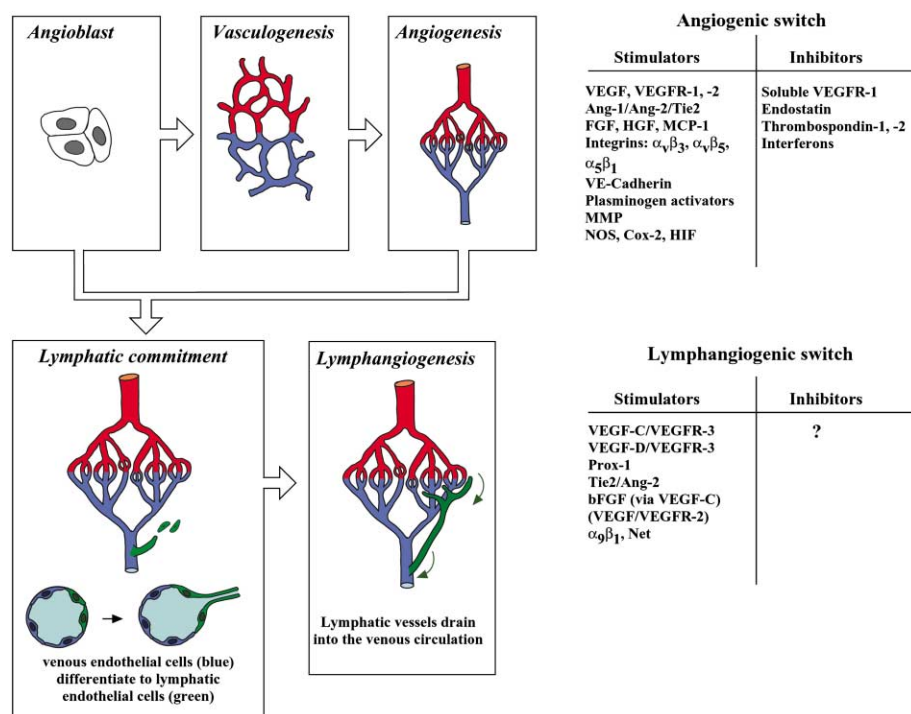 Angioblast
Vasculogenesis
Angiogenesis
Angiogenic switch
Stimulators
Inhibitors
VEGF, VEGFR-1, -2
Ang-1/Ang-2/Tie2
FGF, HGF, MCP-1
Integrins: αvβ3, αvβ5,
α5β1
VE-Cadherin
Plasminogen activators
MMP
NOS, Cox-2, HIF
Soluble VEGFR-1
Endostatin
Thrombospondin-1, -2
Interferons
Lymphatic commitment
venous endothelial cells (blue)
differentiate to lymphatic
endothelial cells (green)
Lymphangiogenesis
Lymphatic vessels drain
into the venous circulation
Lymphangiogenic switch
Stimulators
Inhibitors
VEGF-C/VEGFR-3
VEGF-D/VEGFR-3
Prox-1
Tie2/Ang-2
bFGF (via VEGF-C)
(VEGF/VEGFR-2)
α9β1, Net
?